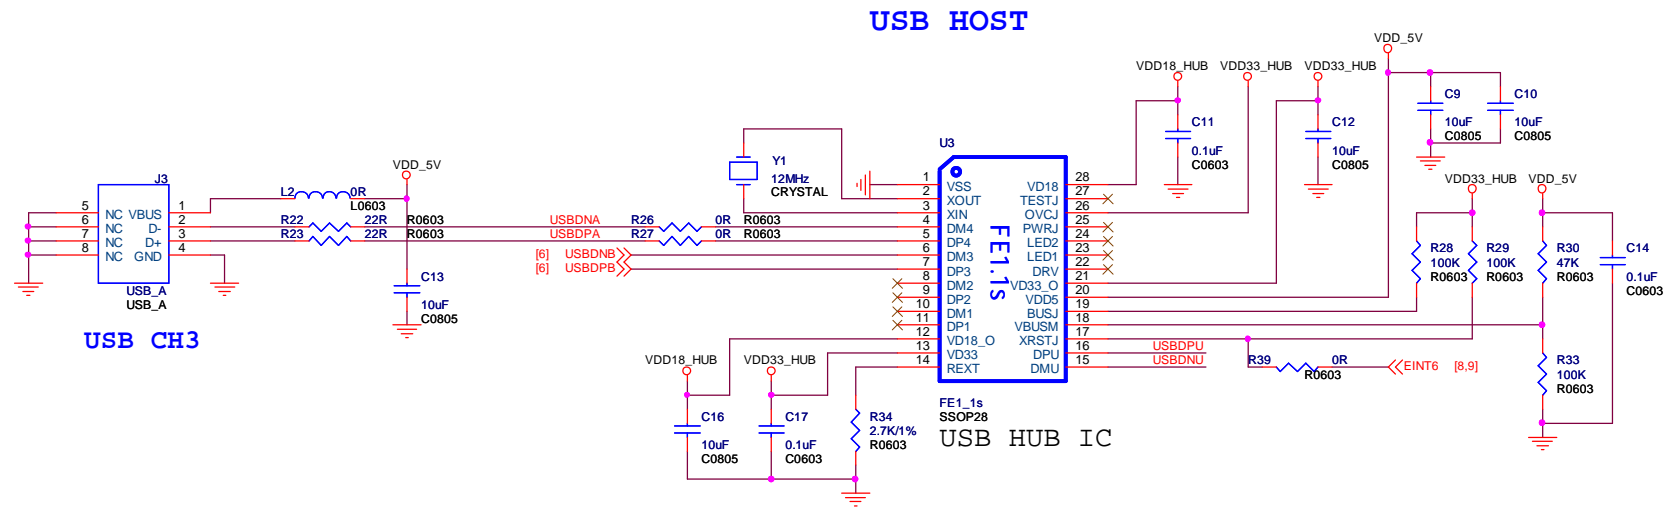 USB HOST
VDD_5V
VDD18_HUB VDD33_HUB VDD33_HUB
C9 C10
10uF 10uF
C0805 C0805
C11 C12
0.1uF 10uF
C0603 C0805
U3
Y1
12MHz
CRYSTAL
VDD_5V
J3
5 NC VBUS 1
6 NC D- 2
7 NC D+ 3
8 NC GND 4
USB_A
USB_A
USB CH3
L2 0R
L0603
R22 22R R0603
R23 22R R0603
C13
10uF
C0805
USBDNA
USBDPA
R26 0R R0603
R27 0R R0603
[6] USBDNB
[6] USBDPB
1 VSS VD18 28
2 XOUT TESTJ 27
3 XIN OVCJ 26
4 DM4 PWRJ 25
5 DP4 LED2 24
6 DM3 LED1 23
7 DP3 DRV 22
8 DM2 VD33_O 21
9 DP2 VDD5 20
10 DM1 BUSJ 19
11 DP1 VBUSM 18
12 VD18_O XRSTJ 17
13 VD33 DPU 16
14 REXT DMU 15
FE1.1s
FE1_1s
SSOP28
USB HUB IC
VDD33_HUB VDD_5V
R28 R29 R30 C14
100K 100K 47K 0.1uF
R0603 R0603 R0603 C0603
USBDPU
USBDNU
R39 0R
R0603
EINT6 [8,9]
R33
100K
R0603
VDD18_HUB VDD33_HUB
C16 C17 R34
10uF 0.1uF 2.7K/1%
C0805 C0603 R0603